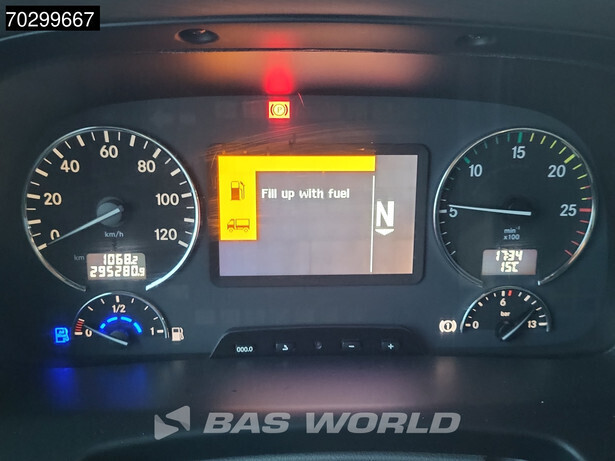 70299667
20 40 60 80 100 120
km/h
km 1068.2
295280.9
0 1/2 1
Fill up with fuel
N
5 10 15 20 25
min⁻¹
x100
17:34
15C
0 6 13
bar
000.0 - +
BAS WORLD